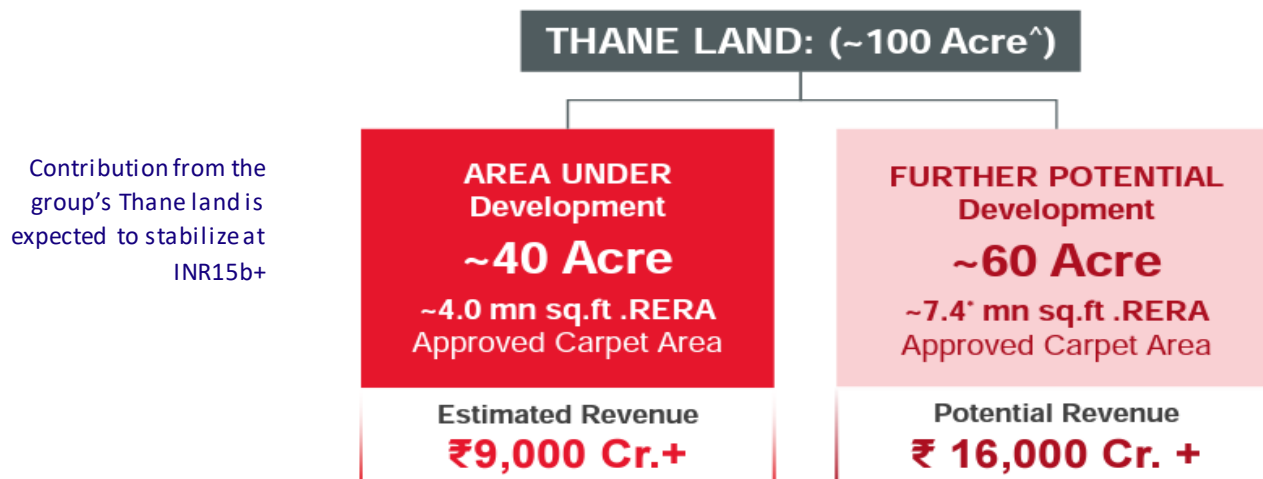 THANE LAND: (~100 Acre^)
Contribution from the
group's Thane land is
expected to stabilize at
INR15b+
AREA UNDER
Development
~40 Acre
~4.0 mn sq.ft .RERA
Approved Carpet Area
Estimated Revenue
₹9,000 Cr.+
FURTHER POTENTIAL
Development
~60 Acre
~7.4* mn sq.ft .RERA
Approved Carpet Area
Potential Revenue
₹ 16,000 Cr. +